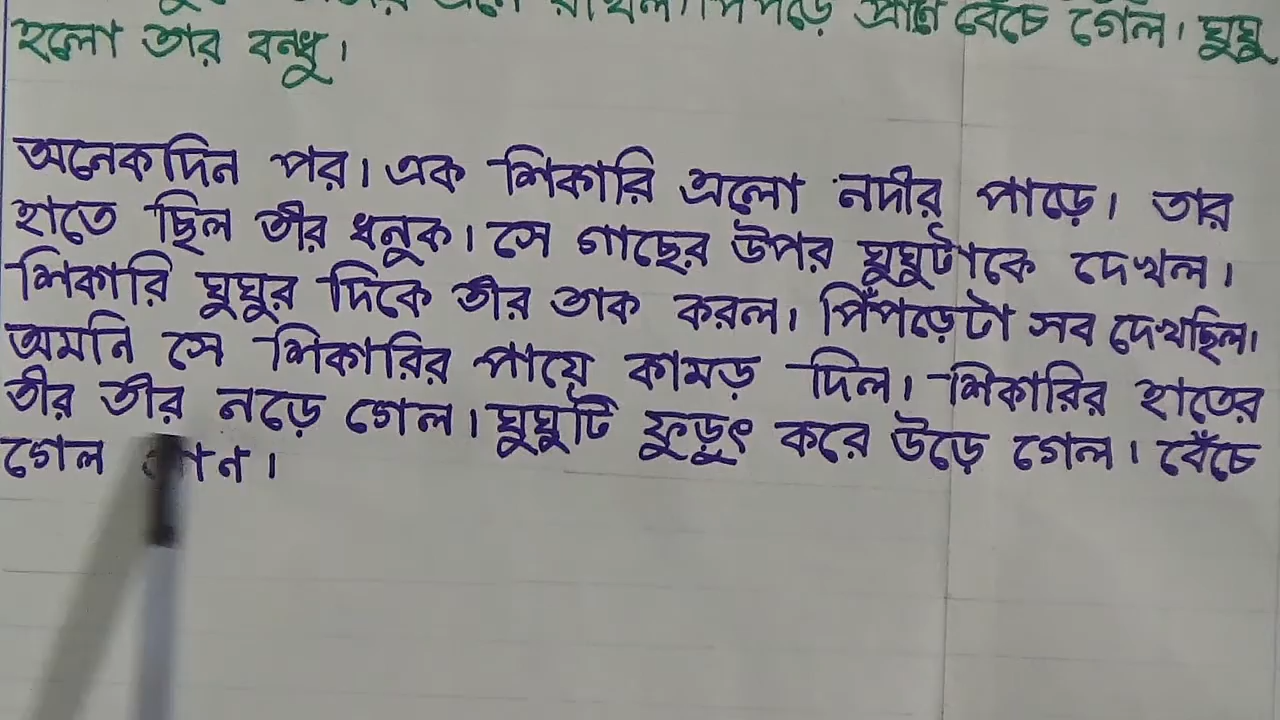 প্রাণে বেঁচে গেল। ঘুঘু
হলো তার বন্ধু।
অনেকদিন পর। এক শিকারি এলো নদীর পাড়ে। তার
হাতে ছিল তীর ধনুক। সে গাছের উপর ঘুঘুটাকে দেখল।
শিকারি ঘুঘুর দিকে তীর তাক করল। পিঁপড়েটা সব দেখছিল।
অমনি সে শিকারির পায়ে কামড় দিল। শিকারির হাতের
তীর তীর নড়ে গেল। ঘুঘুটি ফুড়ুৎ করে উড়ে গেল। বেঁচে
গেল